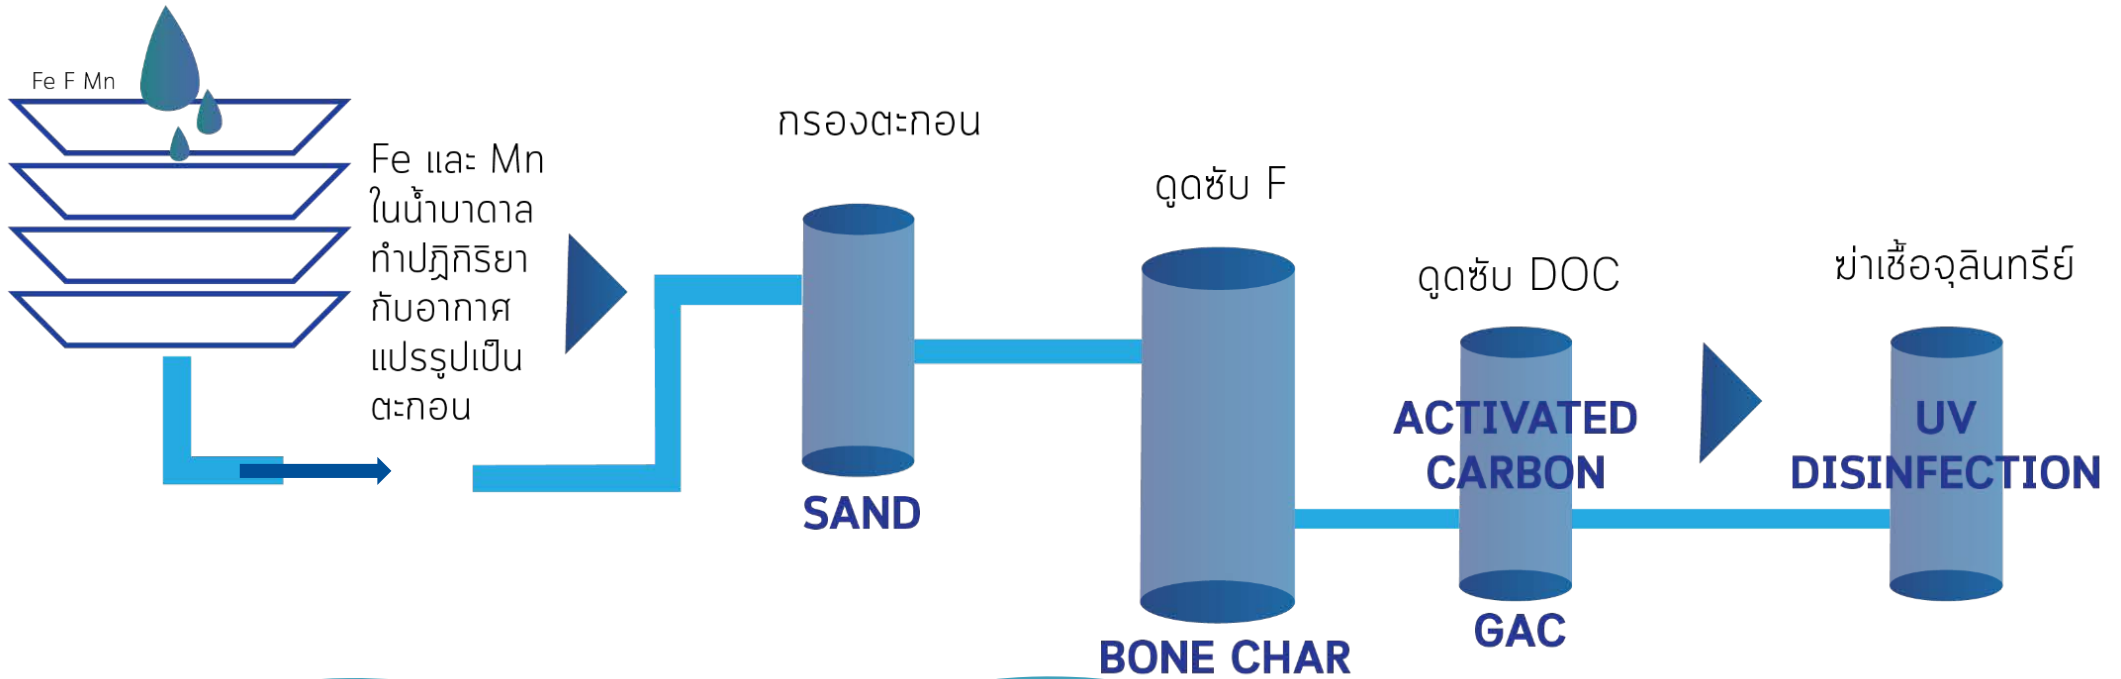 Fe F Mn
Fe และ Mn
ในน้ำบาดาล
ทำปฏิกิริยา
กับอากาศ
แปรรูปเป็น
ตะกอน
กรองตะกอน
SAND
ดูดซับ F
BONE CHAR
ดูดซับ DOC
ACTIVATED
CARBON
GAC
ฆ่าเชื้อจุลินทรีย์
UV
DISINFECTION